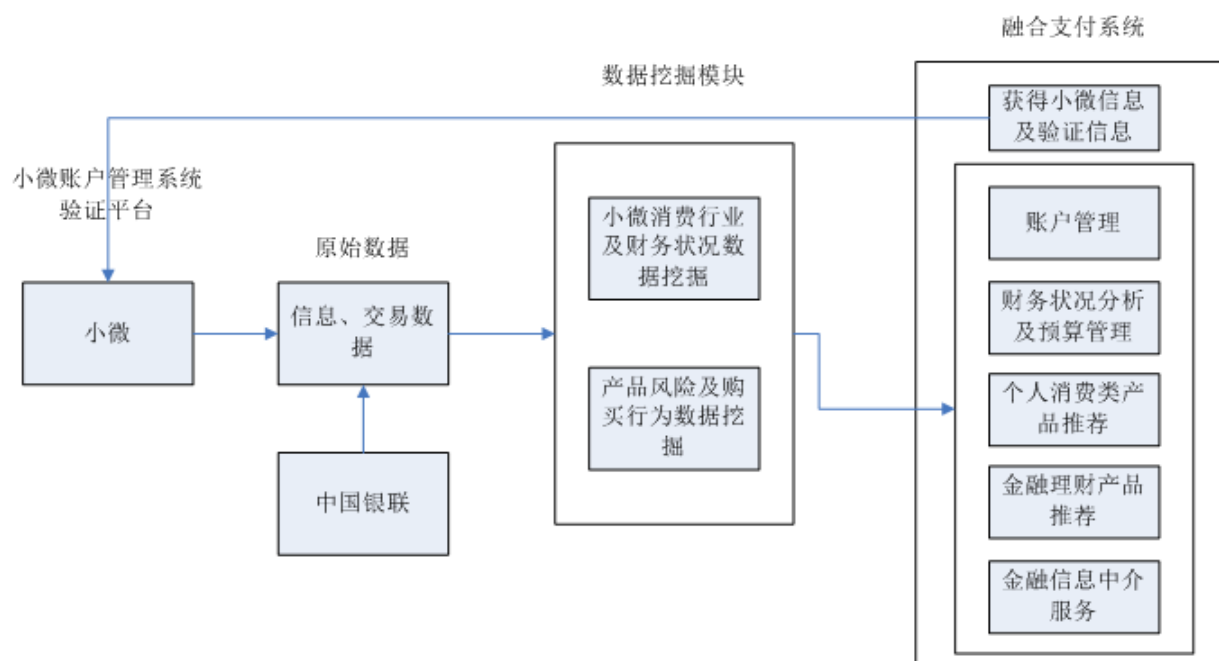 融合支付系统
数据挖掘模块
获得小微信息
及验证信息
小微账户管理系统
验证平台
原始数据
小微
信息、交易数
据
中国银联
小微消费行业
及财务状况数
据挖掘
产品风险及购
买行为数据挖
掘
账户管理
财务状况分析
及预算管理
个人消费类产
品推荐
金融理财产品
推荐
金融信息中介
服务